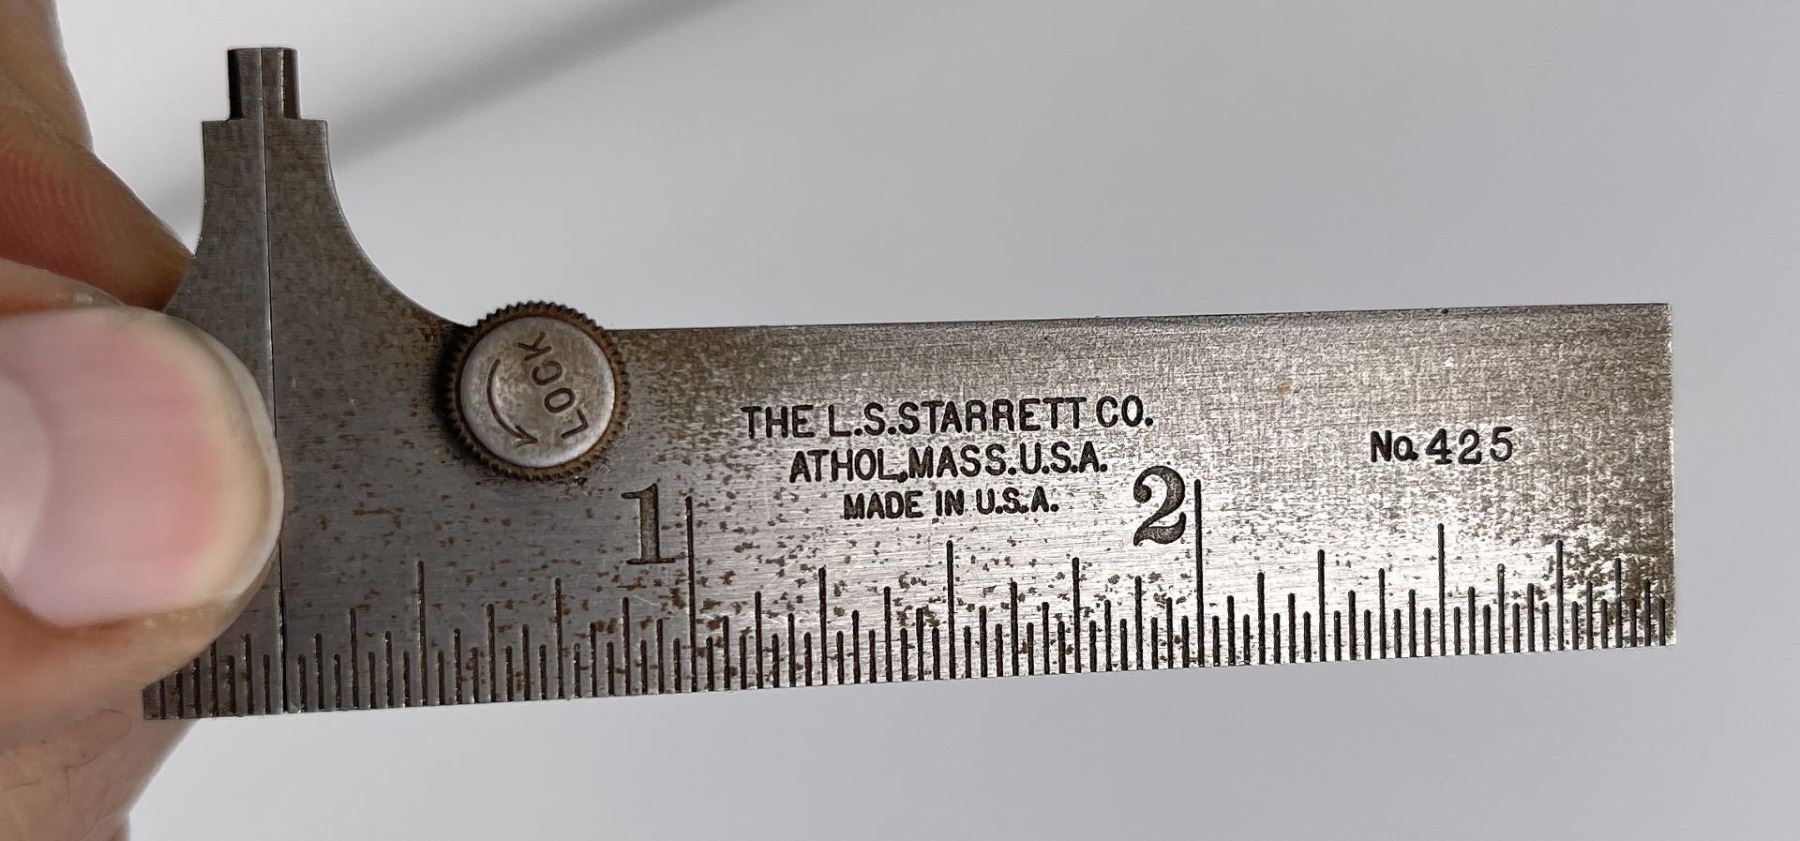 LOCK
THE L.S.STARRETT CO.
ATHOL,MASS.U.S.A.
MADE IN U.S.A.
No.425
1 2